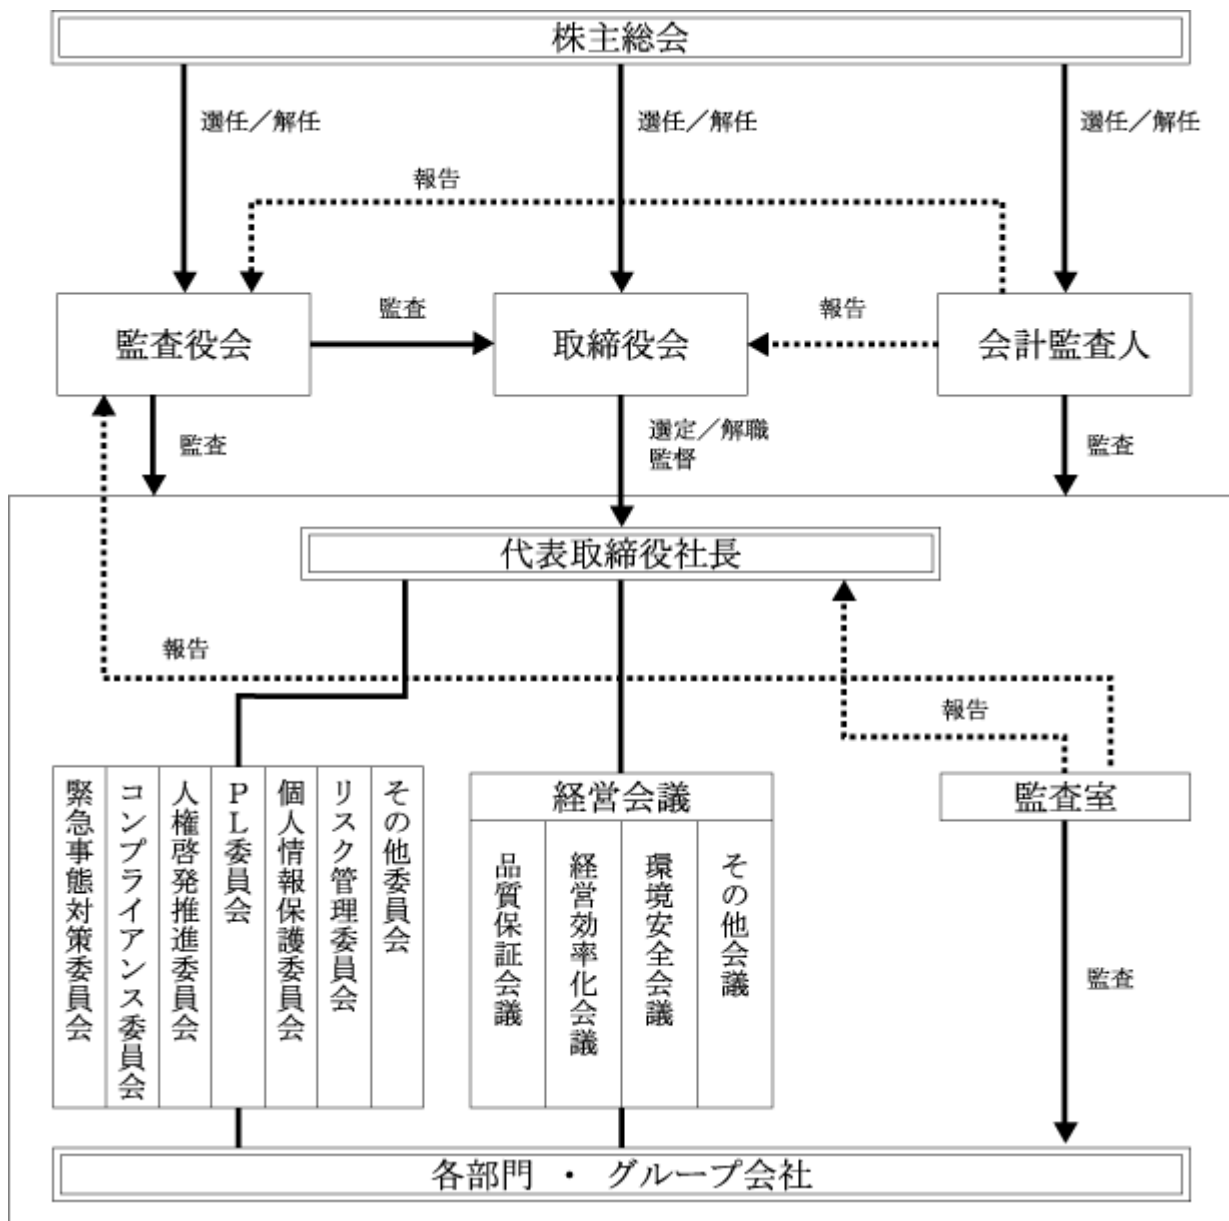 株主総会
選任／解任
選任／解任
選任／解任
報告
監査役会
監査
取締役会
報告
会計監査人
監査
選定／解職
監督
監査
代表取締役社長
報告
報告
緊急事態対策委員会
コンプライアンス委員会
人権啓発推進委員会
ＰＬ委員会
個人情報保護委員会
リスク管理委員会
その他委員会
経営会議
品質保証会議
経営効率化会議
環境安全会議
その他会議
監査室
監査
各部門 ・ グループ会社